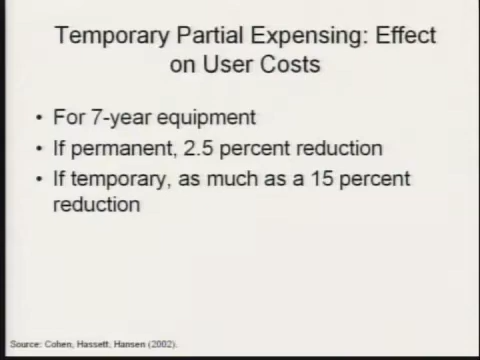 Temporary Partial Expensing: Effect
on User Costs
• For 7-year equipment
• If permanent, 2.5 percent reduction
• If temporary, as much as a 15 percent
reduction
Source: Cohen, Hassett, Hansen (2002).